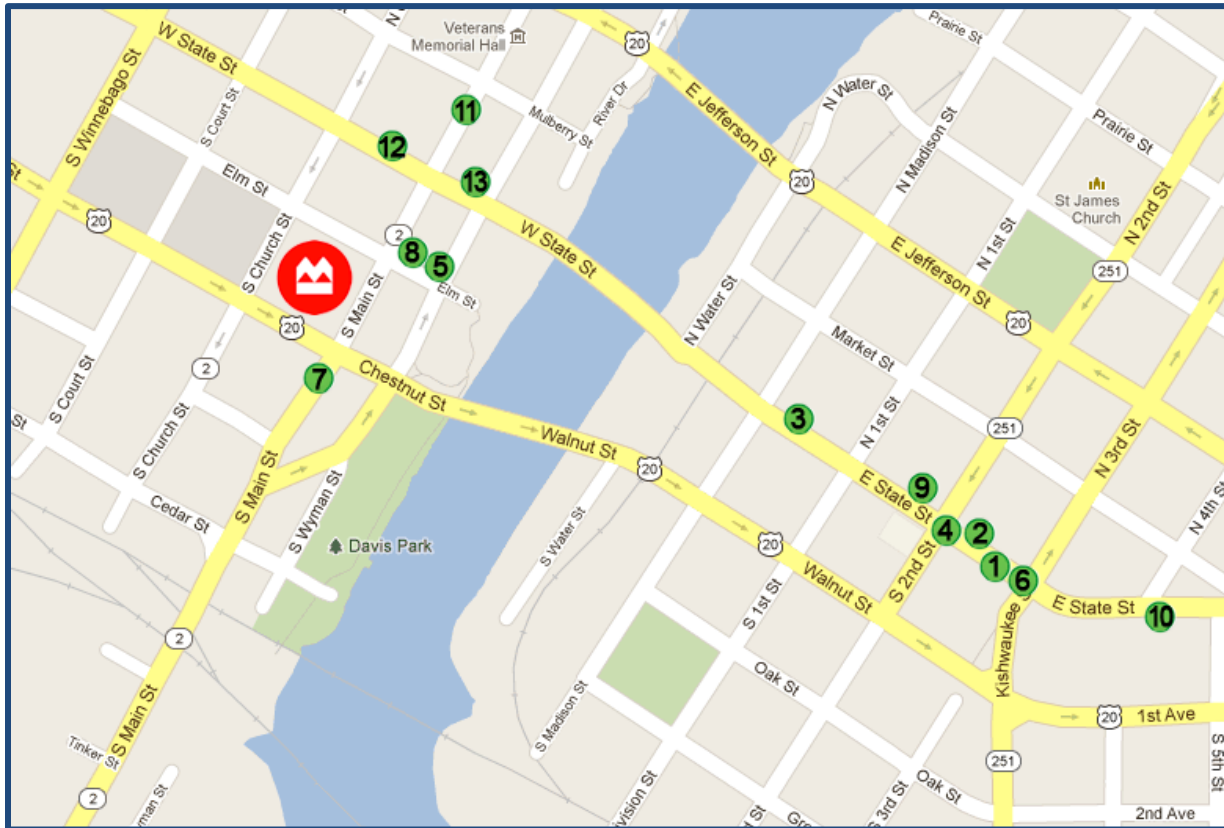 W State St
Veterans
Memorial Hall
20
Prairie St
S Winnebago St
S Court St
11
Mulberry St
River Dr
E Jefferson St
N Water St
N Madison St
Prairie St
12
13
Elm St
20
St James
Church
N 2nd St
20
S Church St
2
8
5
W State St
N 1st St
251
E Jefferson St
Elm St
S Main St
20
N Water St
Market St
20
2
7
Chestnut St
S Court St
S Church St
3
N 1st St
251
N 3rd St
Walnut St
20
E State St
9
S Main St
Cedar St
S Wyman St
Davis Park
S Water St
20
4
2
N 4th St
1
6
S 2nd St
Walnut St
E State St
10
S 1st St
2
Kishwaukee
Oak St
S Madison St
20
1st Ave
S Main St
Tinker St
251
S 5th St
2
Oak St
S 3rd St
2nd Ave